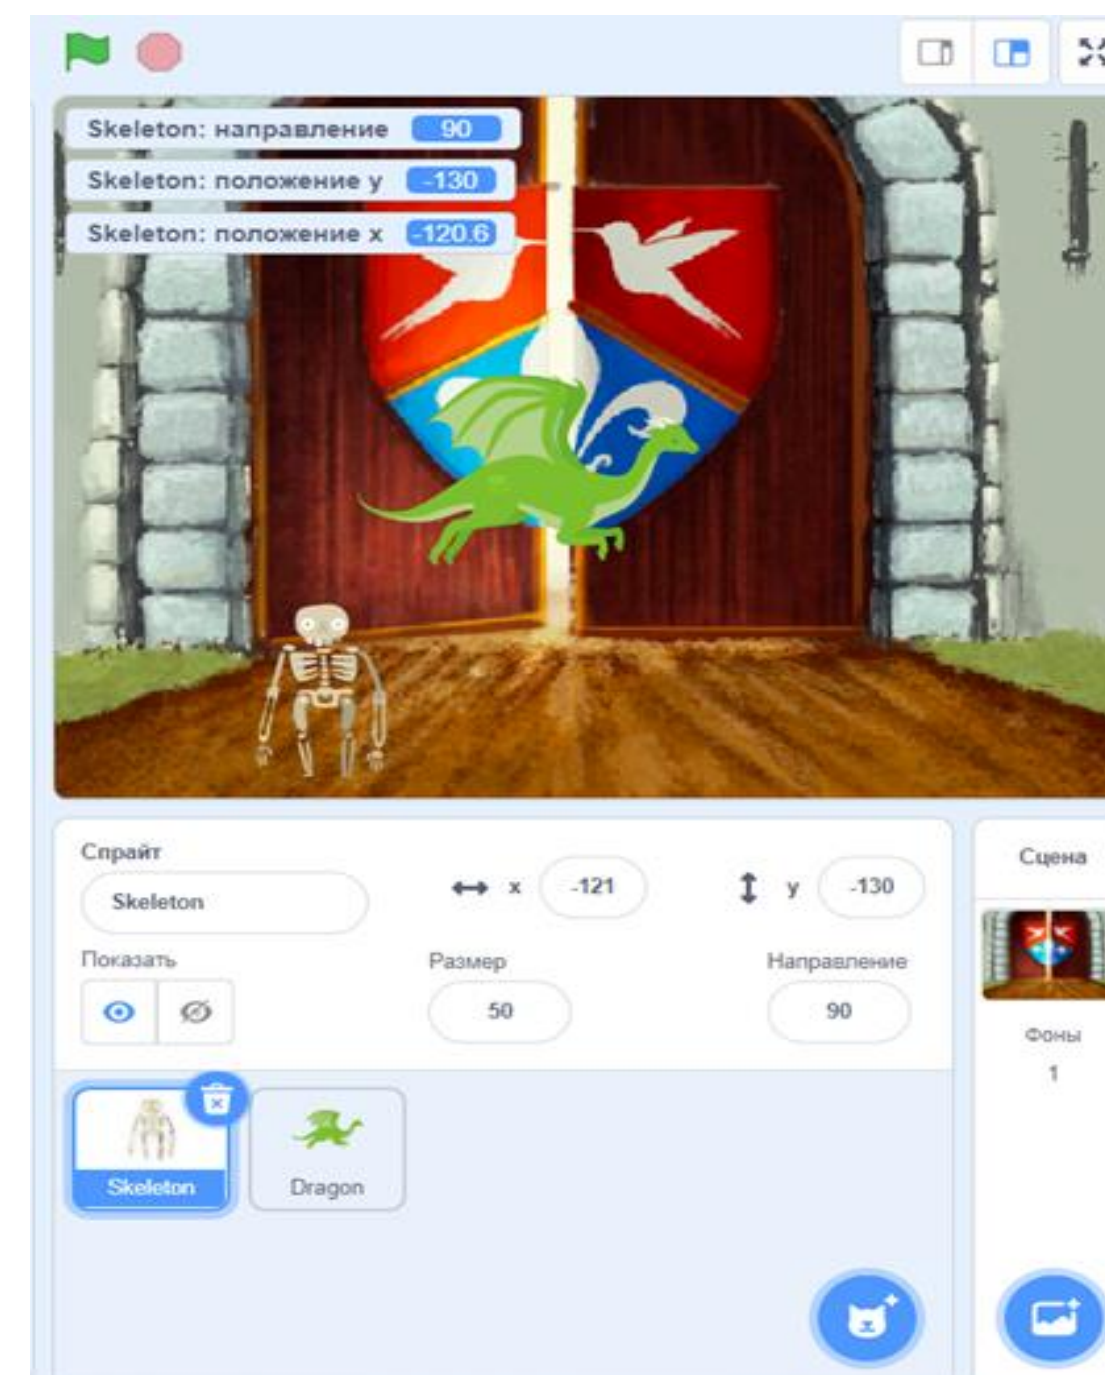 Skeleton: направление 90
Skeleton: положение y -130
Skeleton: положение x -120.6
Спрайт
Skeleton
x -121
y -130
Показать
Размер
50
Направление
90
Сцена
Фоны
1
Skeleton
Dragon